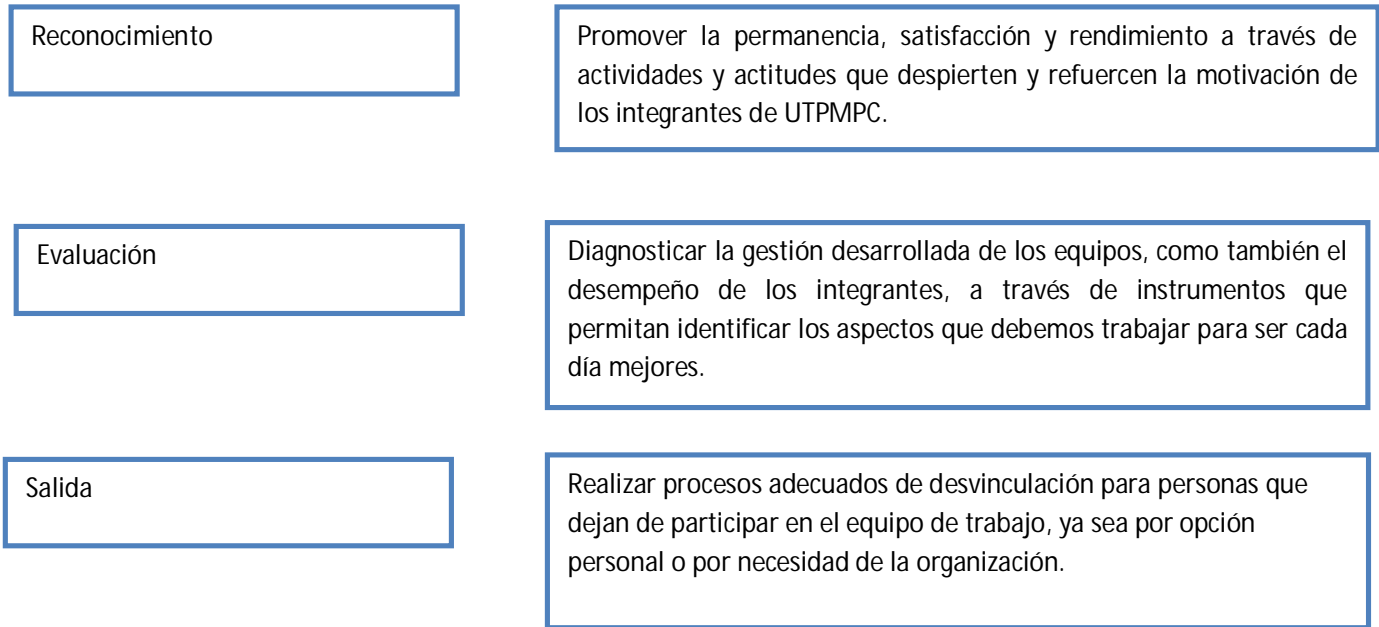 Reconocimiento
Promover la permanencia, satisfacción y rendimiento a través de
actividades y actitudes que despierten y refuercen la motivación de
los integrantes de UTPMPC.
Evaluación
Diagnosticar la gestión desarrollada de los equipos, como también el
desempeño de los integrantes, a través de instrumentos que
permitan identificar los aspectos que debemos trabajar para ser cada
día mejores.
Salida
Realizar procesos adecuados de desvinculación para personas que
dejan de participar en el equipo de trabajo, ya sea por opción
personal o por necesidad de la organización.